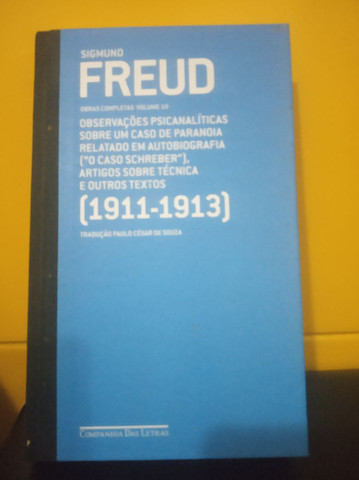 SIGMUND
FREUD
OBRAS COMPLETAS VOLUME 10
OBSERVAÇÕES PSICANALÍTICAS
SOBRE UM CASO DE PARANOIA
RELATADO EM AUTOBIOGRAFIA
("O CASO SCHREBER"),
ARTIGOS SOBRE TÉCNICA
E OUTROS TEXTOS
(1911-1913)
TRADUÇÃO PAULO CÉSAR DE SOUZA
COMPANHIA DAS LETRAS